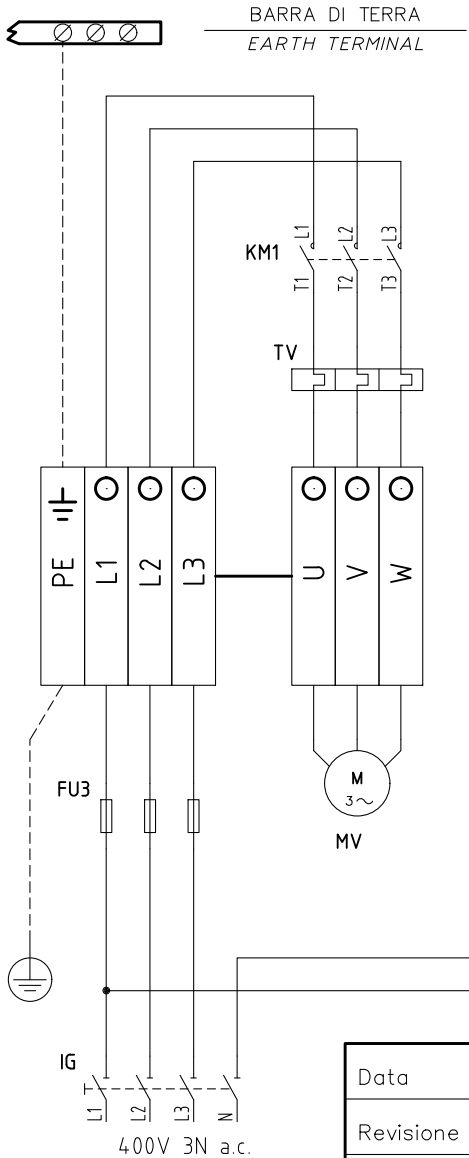 BARRA DI TERRA
EARTH TERMINAL
KM1
L1
L2
L3
T1
T2
T3
TV
PE
L1
L2
L3
U
V
W
FU3
M
3~
MV
IG
L1
L2
L3
N
400V 3N a.c.
Data
Revisione